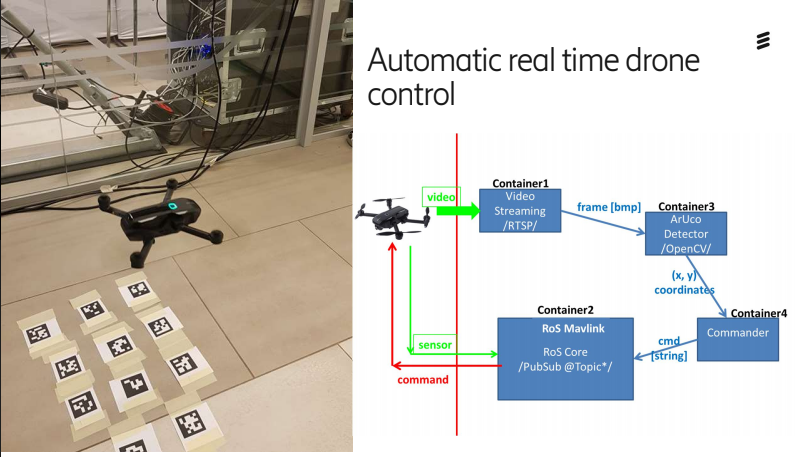 Automatic real time drone
control
Container1
video
Video
Streaming
/RTSP/
frame [bmp]
Container3
ArUco
Detector
/OpenCV/
(x, y)
coordinates
Container2
Container4
RoS Mavlink
Commander
RoS Core
/PubSub @Topic*/
cmd
[string]
sensor
command